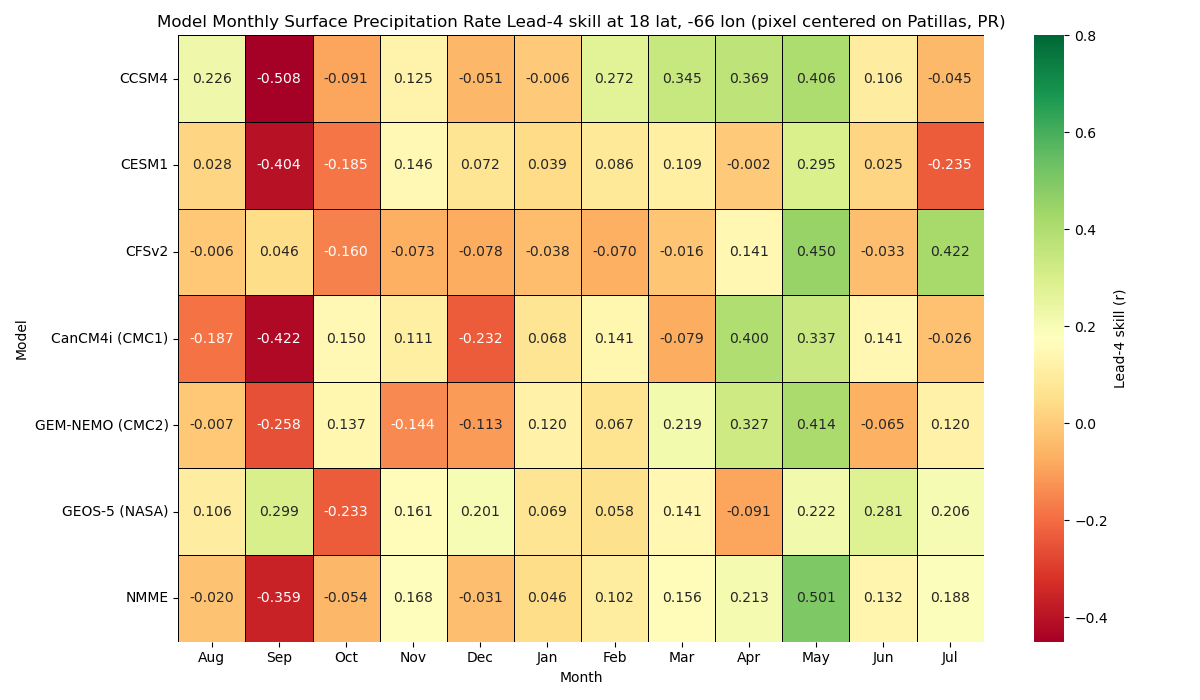 Model Monthly Surface Precipitation Rate Lead-4 skill at 18 lat, -66 lon (pixel centered on Patillas, PR)
Model
CCSM4 0.226 -0.508 -0.091 0.125 -0.051 -0.006 0.272 0.345 0.369 0.406 0.106 -0.045
CESM1 0.028 -0.404 -0.185 0.146 0.072 0.039 0.086 0.109 -0.002 0.295 0.025 -0.235
CFSv2 -0.006 0.046 -0.160 -0.073 -0.078 -0.038 -0.070 -0.016 0.141 0.450 -0.033 0.422
CanCM4i (CMC1) -0.187 -0.422 0.150 0.111 -0.232 0.068 0.141 -0.079 0.400 0.337 0.141 -0.026
GEM-NEMO (CMC2) -0.007 -0.258 0.137 -0.144 -0.113 0.120 0.067 0.219 0.327 0.414 -0.065 0.120
GEOS-5 (NASA) 0.106 0.299 -0.233 0.161 0.201 0.069 0.058 0.141 -0.091 0.222 0.281 0.206
NMME -0.020 -0.359 -0.054 0.168 -0.031 0.046 0.102 0.156 0.213 0.501 0.132 0.188
Aug Sep Oct Nov Dec Jan Feb Mar Apr May Jun Jul
Month
0.8
0.6
0.4
0.2
0.0
−0.2
−0.4
Lead-4 skill (r)